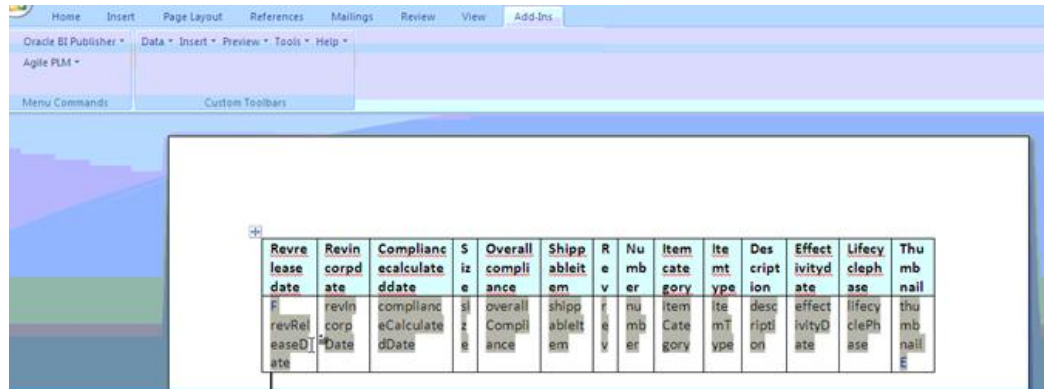 Home Insert Page Layout References Mailings Review View Add-Ins
Oracle BI Publisher Data Insert Preview Tools Help
Agile PLM
Menu Commands Custom Toolbars
Revre Revin Complianc S Overall Shipp R Nu Item Ite Des Effect Lifecy Thu
lease corpd ecalculate iz compli ableit e mb cate mt cript ivityd cleph mb
date ate ddate e ance em v er gory ype ion ate ase nail
F revIn complianc si overall shipp r nu item ite desc effect lifecy thu
revRel corp eCalculate z Compli ableIt e mb Cate mT ripti ivityD clePh mb
easeD Date dDate e ance em v er gory ype on ate ase nail
ate E